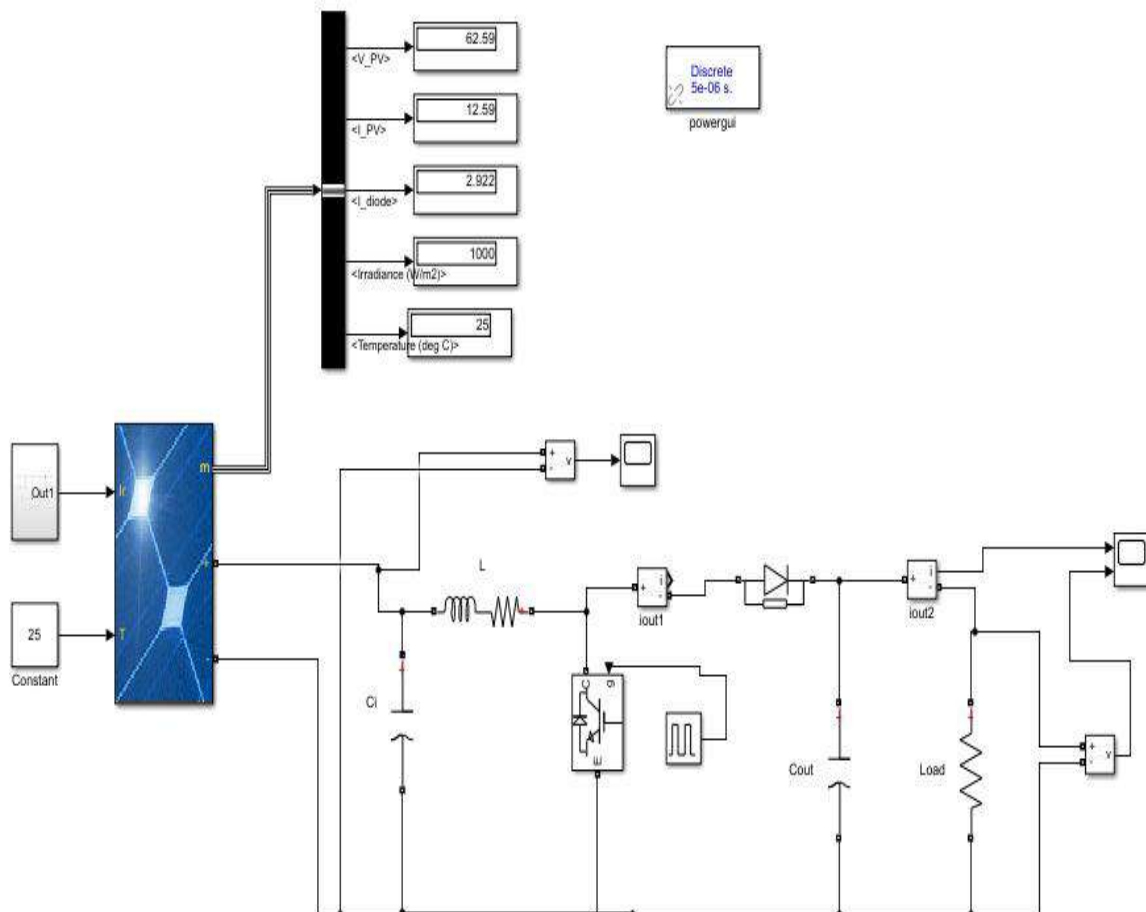 62.59
<V_PV>
12.59
<I_PV>
2.922
<I_diode>
1000
<Irradiance (W/m2)>
25
<Temperature (deg C)>
Discrete
5e-06 s.
powergui
Out1
Ir
m
+
T
-
25
Constant
+
-
v
L
+
Ci
+
+
i
-
iout1
C
g
E
+
i
-
iout2
Cout
+
Load
+
+
-
v